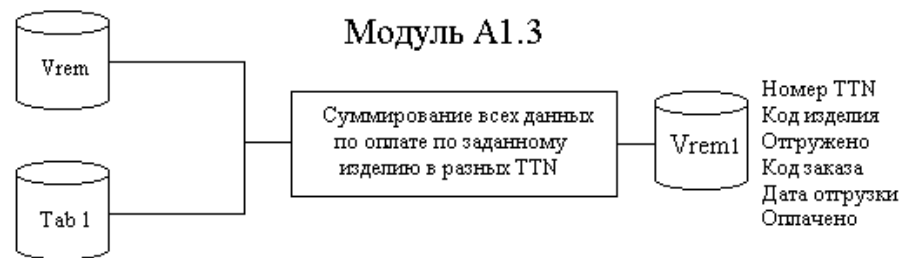 Модуль А1.3
Vrem
Суммирование всех данных
по оплате по заданному
изделию в разных TTN
Vrem1
Номер TTN
Код изделия
Отгружено
Код заказа
Дата отгрузки
Оплачено
Tab 1